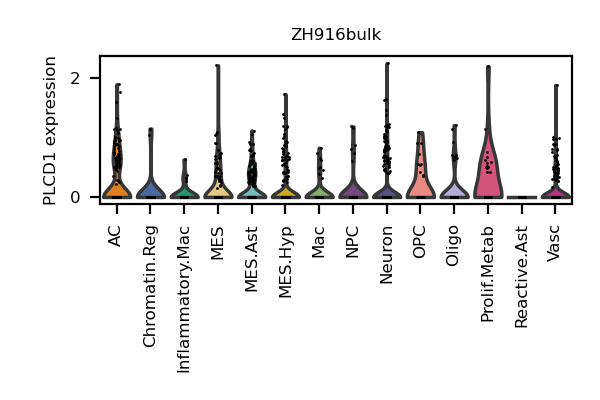 ZH916bulk
PLCD1 expression
2
0
AC
Chromatin.Reg
Inflammatory.Mac
MES
MES.Ast
MES.Hyp
Mac
NPC
Neuron
OPC
Oligo
Prolif.Metab
Reactive.Ast
Vasc